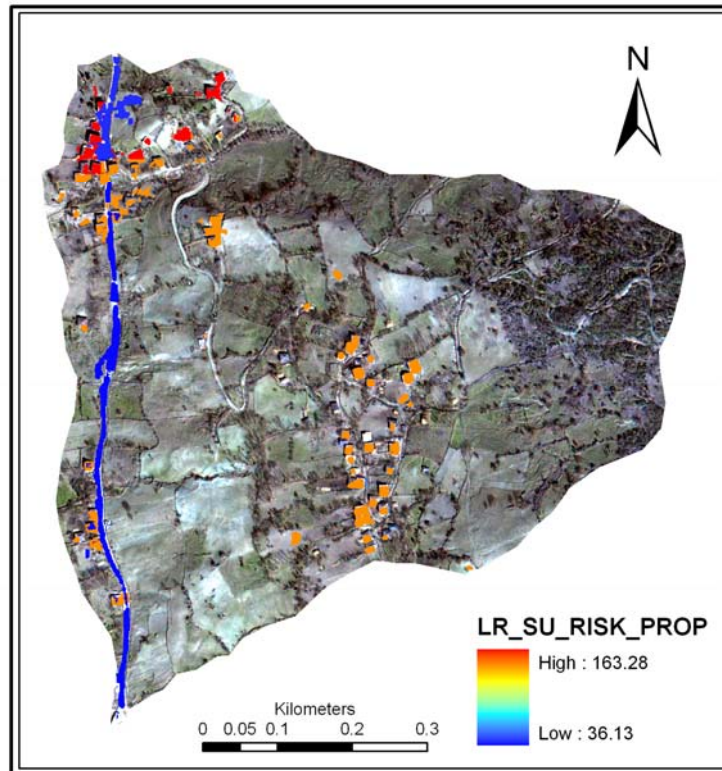 N
LR_SU_RISK_PROP
High : 163.28
Low : 36.13
Kilometers
0 0.05 0.1 0.2 0.3